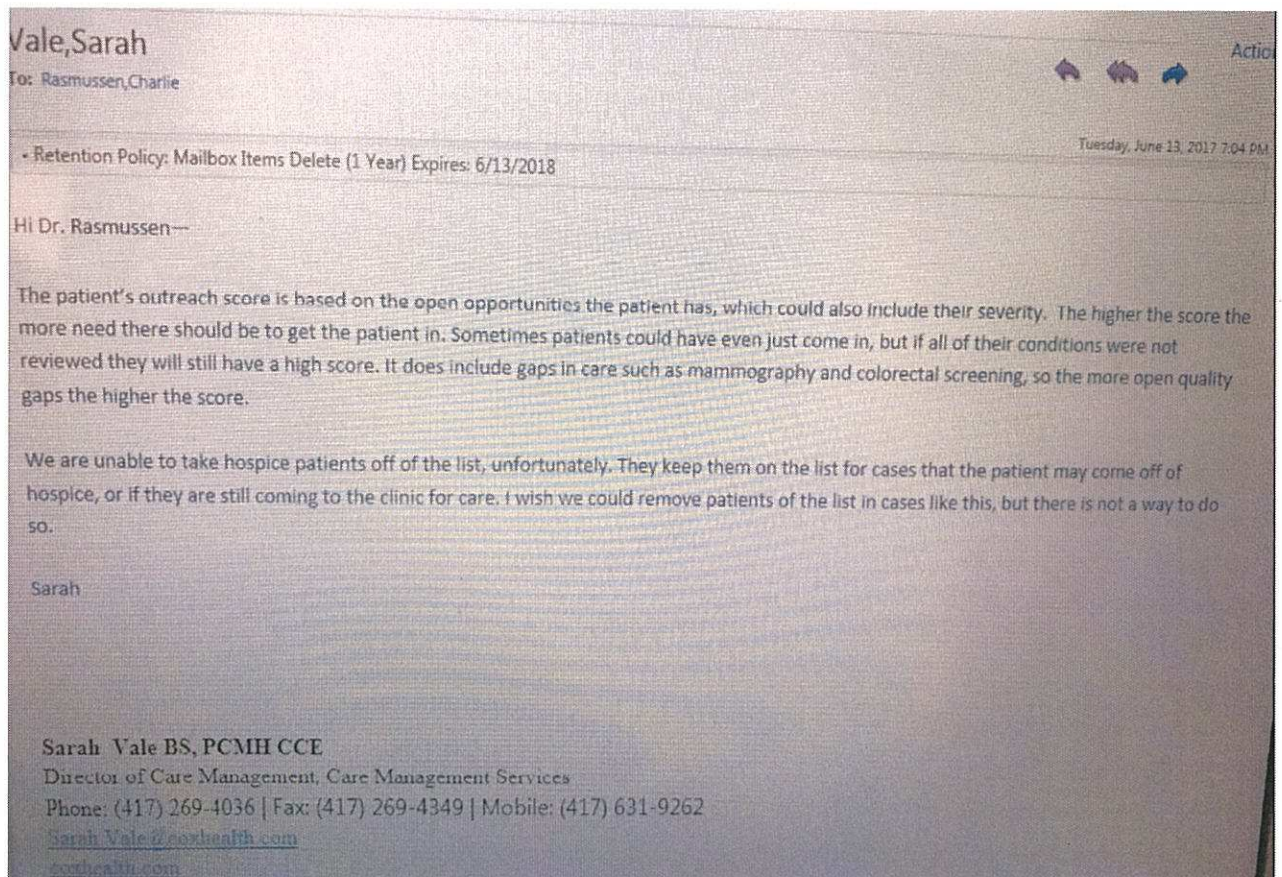 Vale,Sarah
Action
To: Rasmussen,Charlie
Tuesday, June 13, 2017 7:04 PM
- Retention Policy: Mailbox Items Delete (1 Year) Expires: 6/13/2018
Hi Dr. Rasmussen—
The patient's outreach score is based on the open opportunities the patient has, which could also include their severity. The higher the score the
more need there should be to get the patient in. Sometimes patients could have even just come in, but if all of their conditions were not
reviewed they will still have a high score. It does include gaps in care such as mammography and colorectal screening, so the more open quality
gaps the higher the score.
We are unable to take hospice patients off of the list, unfortunately. They keep them on the list for cases that the patient may come off of
hospice, or if they are still coming to the clinic for care. I wish we could remove patients of the list in cases like this, but there is not a way to do
so.
Sarah
Sarah Vale BS, PCMH CCE
Director of Care Management, Care Management Services
Phone: (417) 269-4036 | Fax: (417) 269-4349 | Mobile: (417) 631-9262
Sarah.Vale@coxhealth.com
coxhealth.com